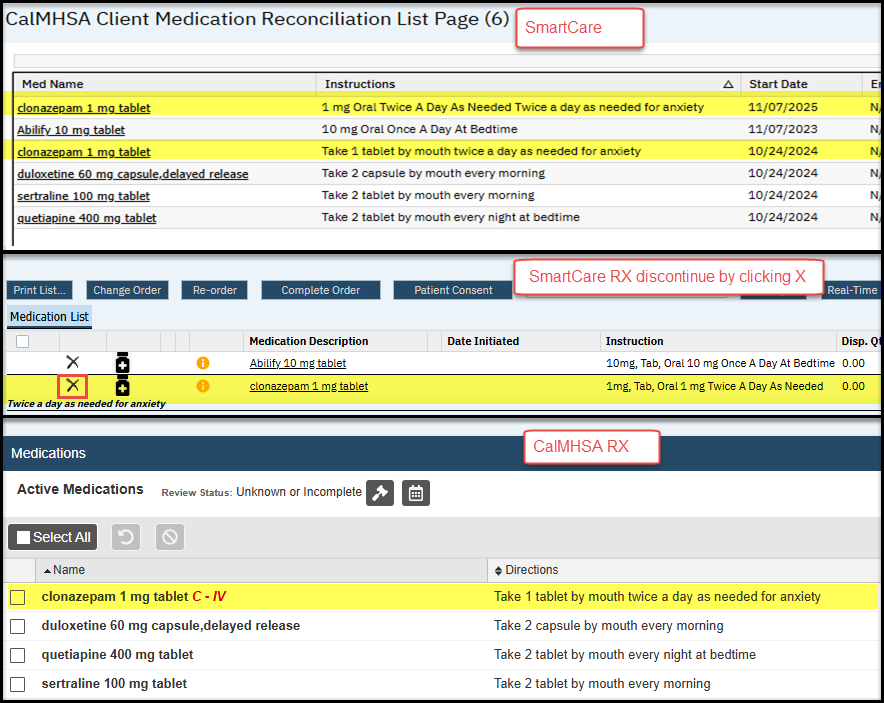 CalMHSA Client Medication Reconciliation List Page (6)
SmartCare
Med Name Instructions Start Date
clonazepam 1 mg tablet 1 mg Oral Twice A Day As Needed Twice a day as needed for anxiety 11/07/2025 N/
Abilify 10 mg tablet 10 mg Oral Once A Day At Bedtime 11/07/2023 N/
clonazepam 1 mg tablet Take 1 tablet by mouth twice a day as needed for anxiety 10/24/2024 N/
duloxetine 60 mg capsule,delayed release Take 2 capsule by mouth every morning 10/24/2024 N/
sertraline 100 mg tablet Take 2 tablet by mouth every morning 10/24/2024 N/
quetiapine 400 mg tablet Take 2 tablet by mouth every night at bedtime 10/24/2024 N/
SmartCare RX discontinue by clicking X
Print List... Change Order Re-order Complete Order Patient Consent Real-Time
Medication List
Medication Description Date Initiated Instruction Disp. Qt
Abilify 10 mg tablet 10mg, Tab, Oral 10 mg Once A Day At Bedtime 0.00
clonazepam 1 mg tablet 1mg, Tab, Oral 1 mg Twice A Day As Needed 0.00
Twice a day as needed for anxiety
CalMHSA RX
Medications
Active Medications Review Status: Unknown or Incomplete
Select All
Name Directions
clonazepam 1 mg tablet C - IV Take 1 tablet by mouth twice a day as needed for anxiety
duloxetine 60 mg capsule,delayed release Take 2 capsule by mouth every morning
quetiapine 400 mg tablet Take 2 tablet by mouth every night at bedtime
sertraline 100 mg tablet Take 2 tablet by mouth every morning